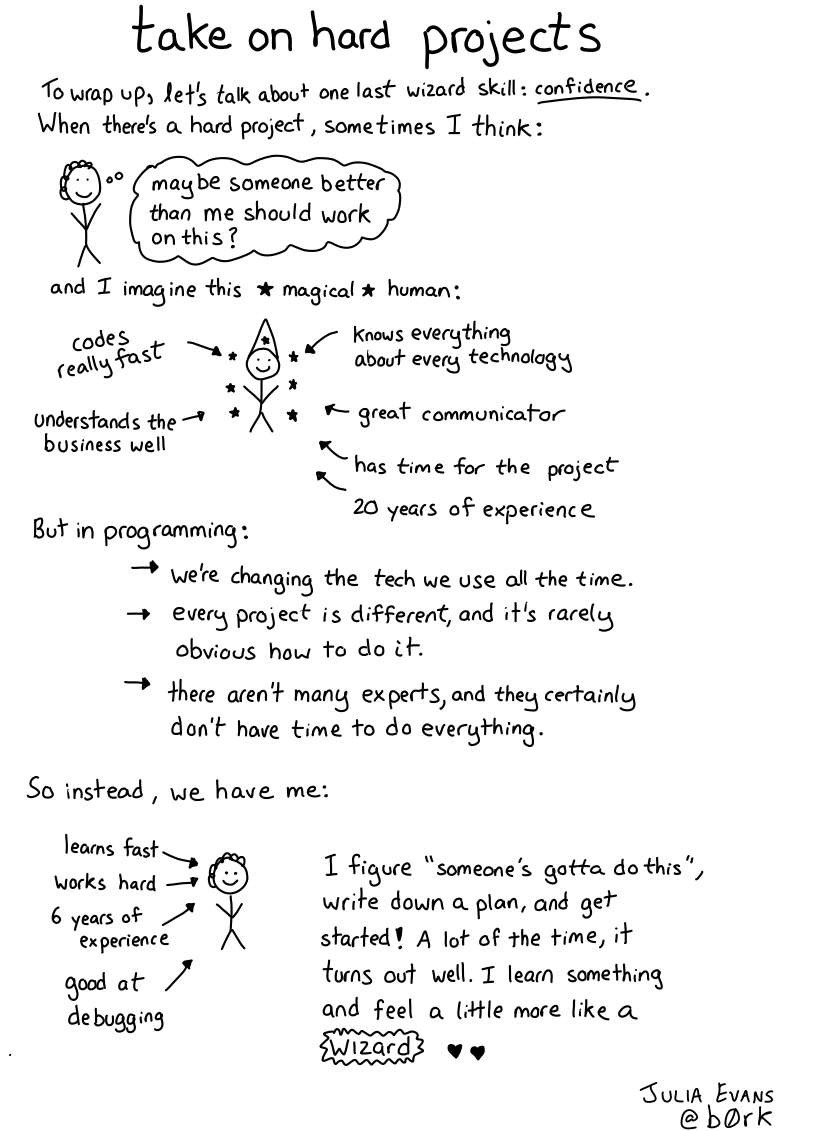 take on hard projects
To wrap up, let's talk about one last wizard skill: confidence.
When there's a hard project, sometimes I think:
maybe someone better
than me should work
on this?
and I imagine this ★ magical ★ human:
codes
really fast
understands the
business well
knows everything
about every technology
great communicator
has time for the project
20 years of experience
But in programming:
→ we're changing the tech we use all the time.
→ every project is different, and it's rarely
obvious how to do it.
→ there aren't many experts, and they certainly
don't have time to do everything.
So instead, we have me:
learns fast
works hard
6 years of
experience
good at
debugging
I figure "someone's gotta do this",
write down a plan, and get
started! A lot of the time, it
turns out well. I learn something
and feel a little more like a
Wizard ♥♥
JULIA EVANS
@b0rk